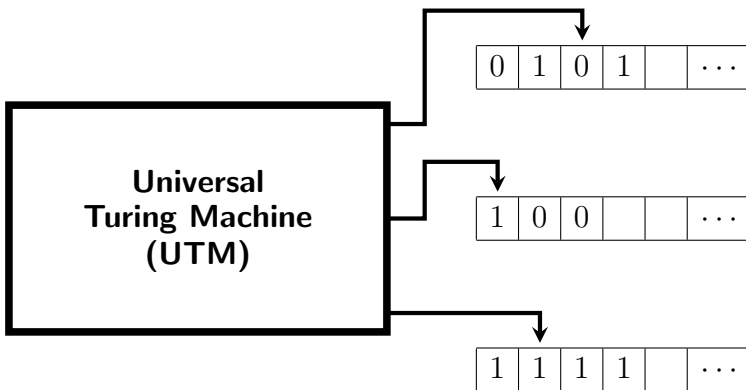 0 1 0 1 ···
Universal
Turing Machine
(UTM)
1 0 0 ···
1 1 1 1 ···